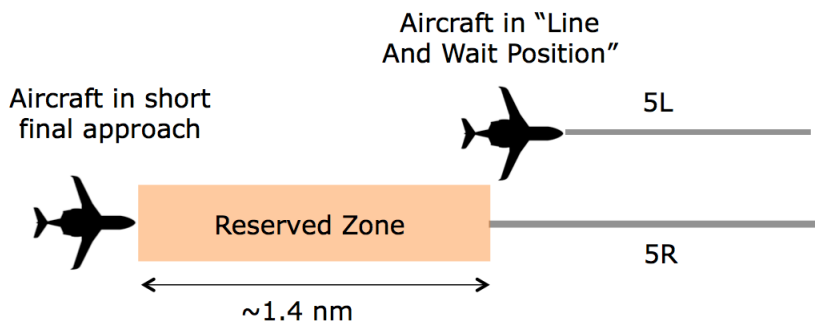 Aircraft in “Line
And Wait Position”
Aircraft in short
final approach
5L
Reserved Zone
5R
~1.4 nm